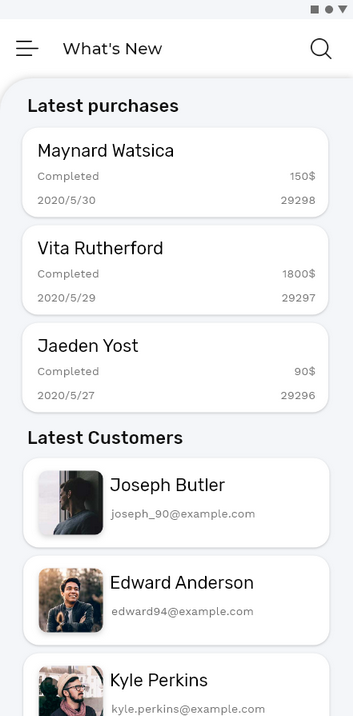 What's New
Latest purchases
Maynard Watsica
Completed 150$
2020/5/30 29298
Vita Rutherford
Completed 1800$
2020/5/29 29297
Jaeden Yost
Completed 90$
2020/5/27 29296
Latest Customers
Joseph Butler
joseph_90@example.com
Edward Anderson
edward94@example.com
Kyle Perkins
kyle.perkins@example.com